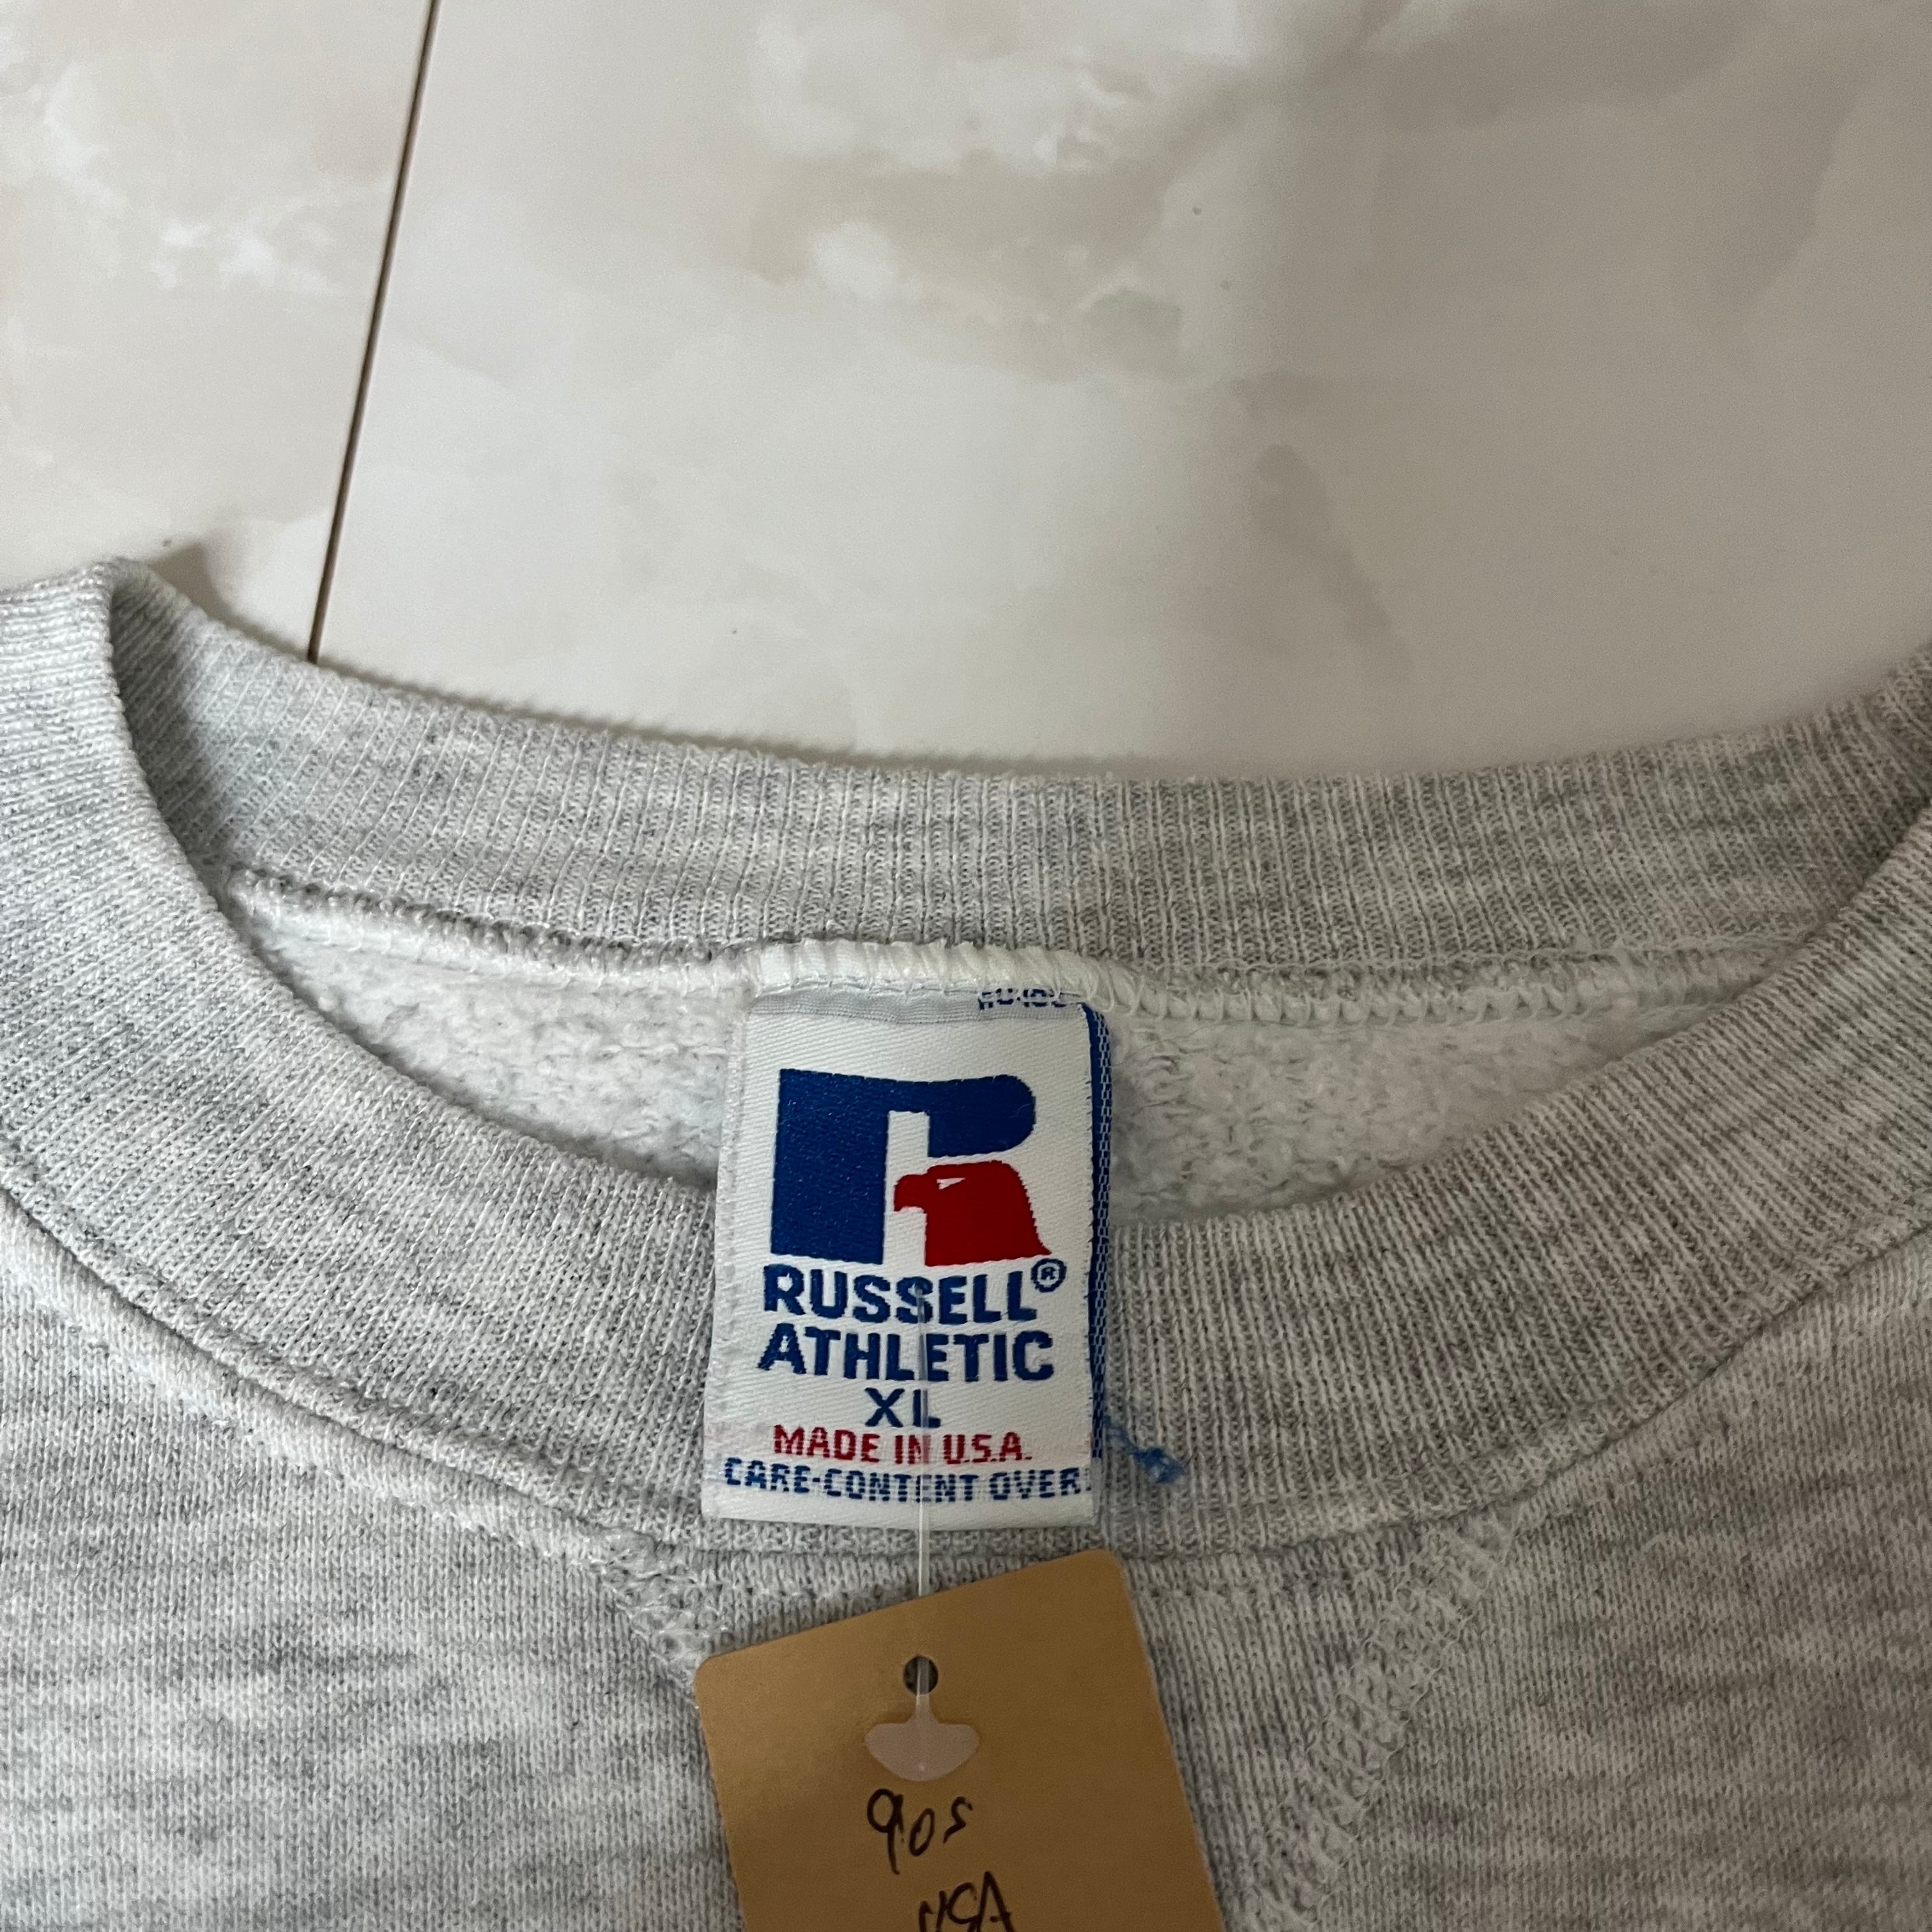 RUSSELL®
ATHLETIC
XL
MADE IN U.S.A.
CARE-CONTENT OVER
90s
USA